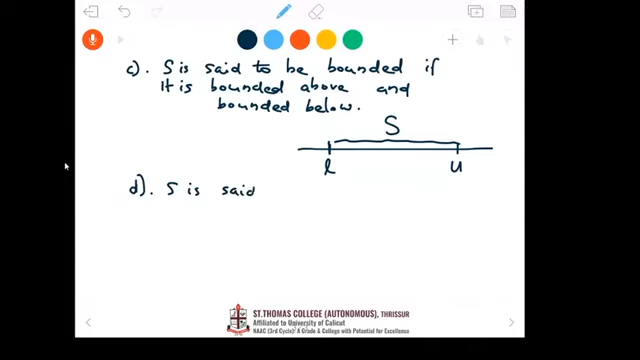 c). S is said to be bounded if
it is bounded above and
bounded below.
S
l u
d). S is said
ST.THOMAS COLLEGE (AUTONOMOUS), THRISSUR
Affiliated to University of Calicut
NAAC (3rd Cycle): A Grade & College with Potential for Excellence